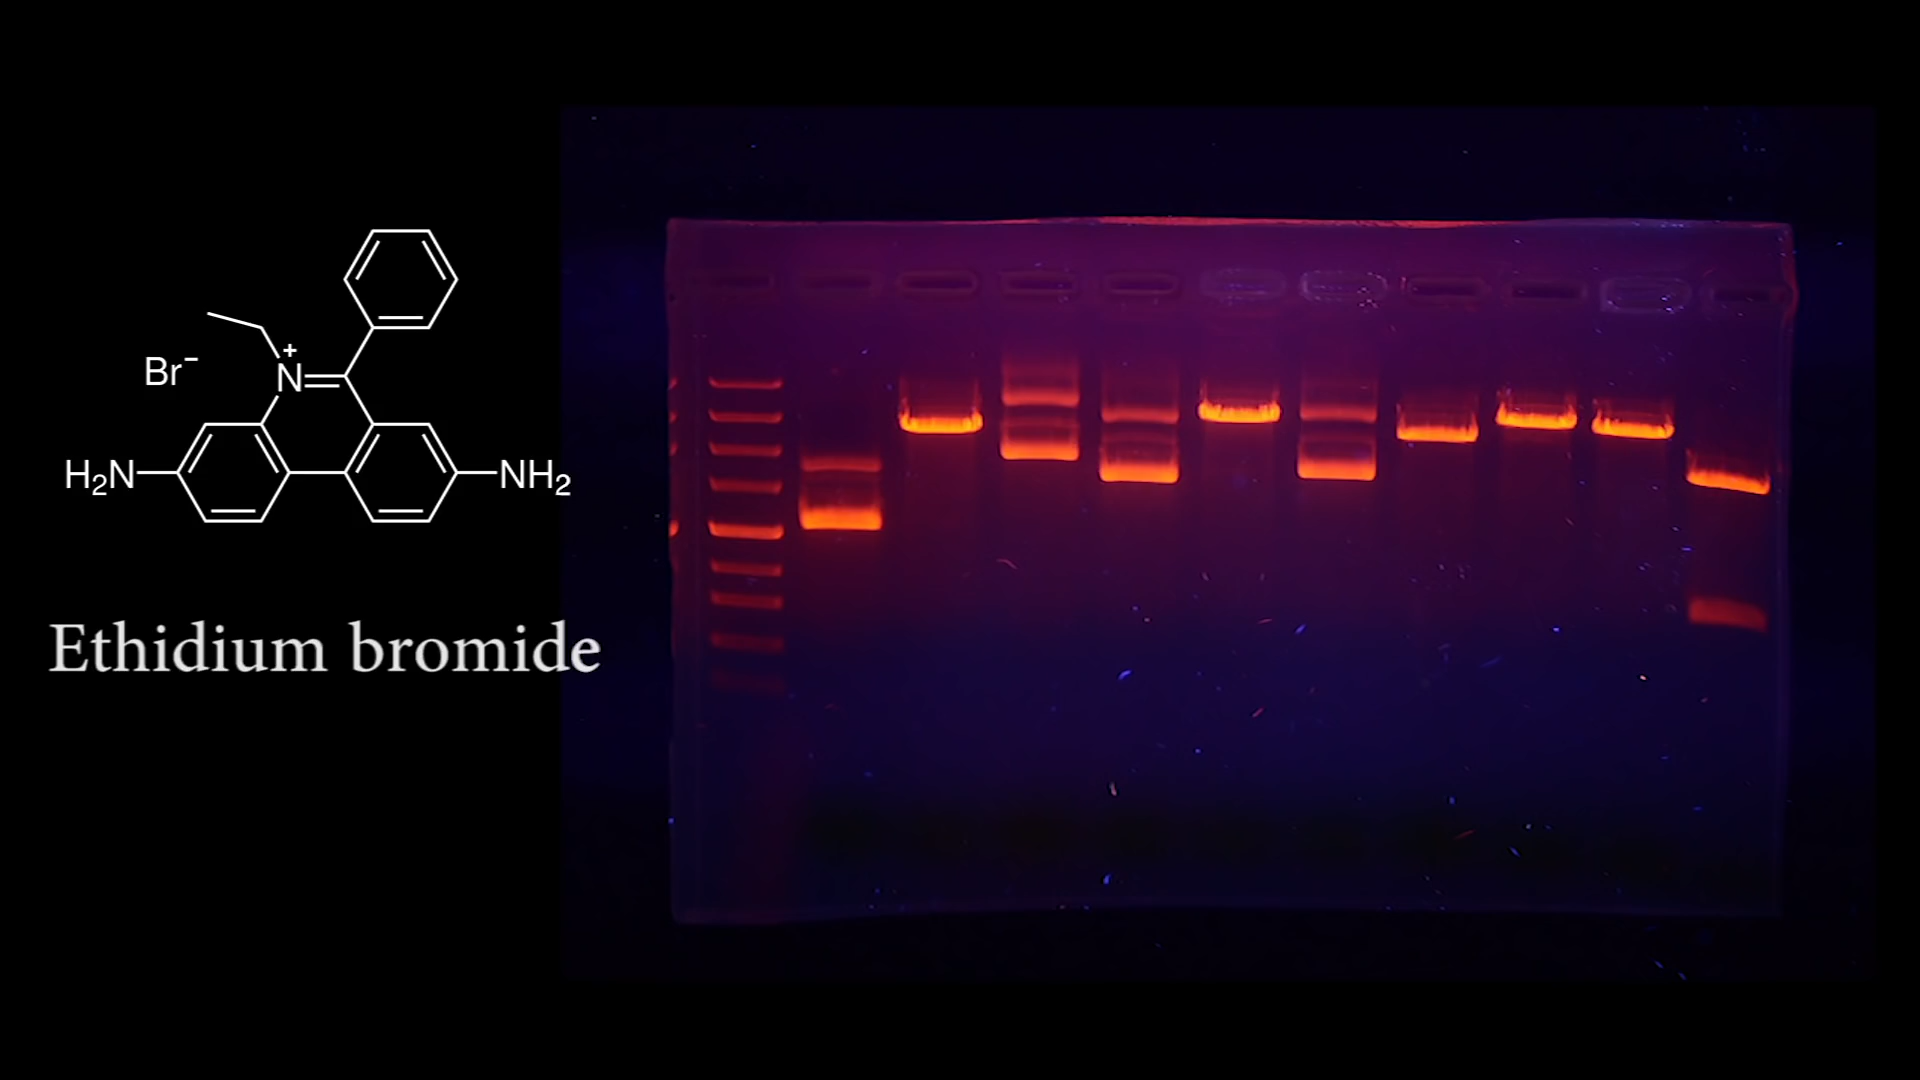 Br⁻
N⁺
H₂N
NH₂
Ethidium bromide